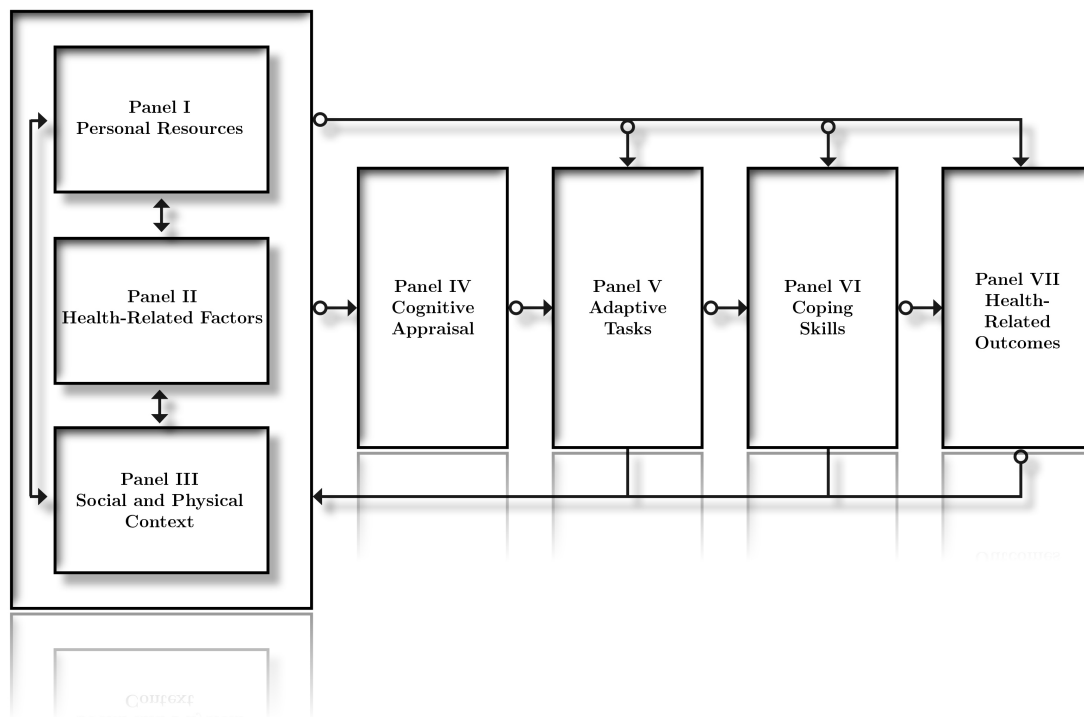 Panel I
Personal Resources
Panel II
Health-Related Factors
Panel III
Social and Physical
Context
Panel IV
Cognitive
Appraisal
Panel V
Adaptive
Tasks
Panel VI
Coping
Skills
Panel VII
Health-
Related
Outcomes